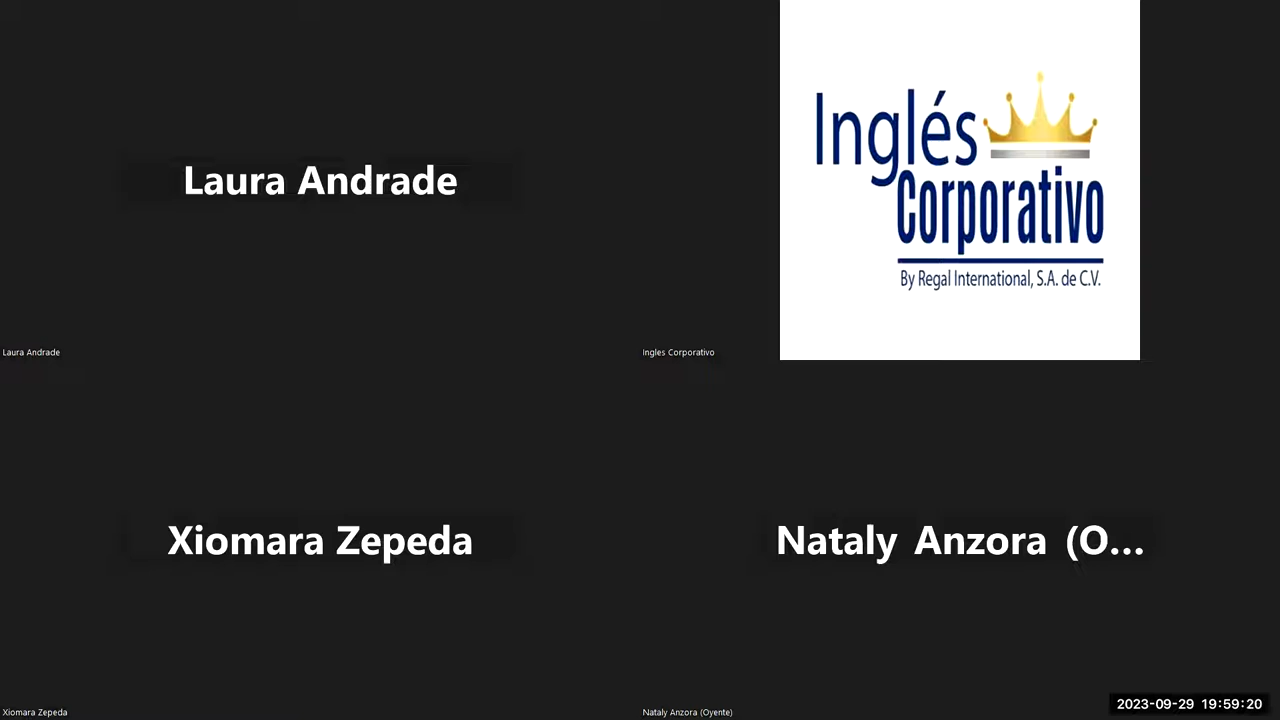 Laura Andrade
Laura Andrade
Inglés
Corporativo
By Regal International, S.A. de C.V.
Ingles Corporativo
Xiomara Zepeda
Xiomara Zepeda
Nataly Anzora (O...
Nataly Anzora (Oyente)
2023-09-29 19:59:20